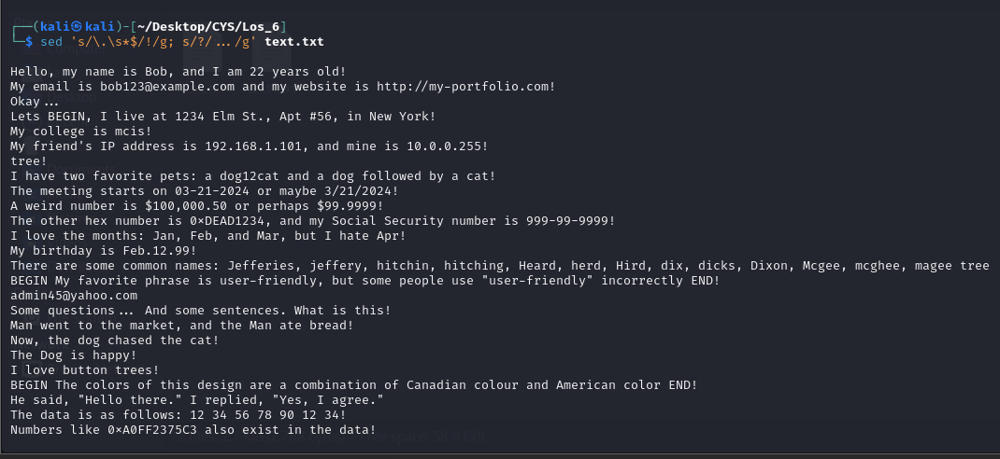 (kali㉿kali)-[~/Desktop/CYS/Los_6]
$ sed 's/\.\s*$/!/g; s/?/.../g' text.txt
Hello, my name is Bob, and I am 22 years old!
My email is bob123@example.com and my website is http://my-portfolio.com!
Okay...
Lets BEGIN, I live at 1234 Elm St., Apt #56, in New York!
My college is mcis!
My friend's IP address is 192.168.1.101, and mine is 10.0.0.255!
tree!
I have two favorite pets: a dog12cat and a dog followed by a cat!
The meeting starts on 03-21-2024 or maybe 3/21/2024!
A weird number is $100,000.50 or perhaps $99.9999!
The other hex number is 0xDEAD1234, and my Social Security number is 999-99-9999!
I love the months: Jan, Feb, and Mar, but I hate Apr!
My birthday is Feb.12.99!
There are some common names: Jefferies, jeffery, hitchin, hitching, Heard, herd, Hird, dix, dicks, Dixon, Mcgee, mcghee, magee tree
BEGIN My favorite phrase is user-friendly, but some people use "user-friendly" incorrectly END!
admin45@yahoo.com
Some questions... And some sentences. What is this!
Man went to the market, and the Man ate bread!
Now, the dog chased the cat!
The Dog is happy!
I love button trees!
BEGIN The colors of this design are a combination of Canadian colour and American color END!
He said, "Hello there." I replied, "Yes, I agree."
The data is as follows: 12 34 56 78 90 12 34!
Numbers like 0xA0FF2375C3 also exist in the data!